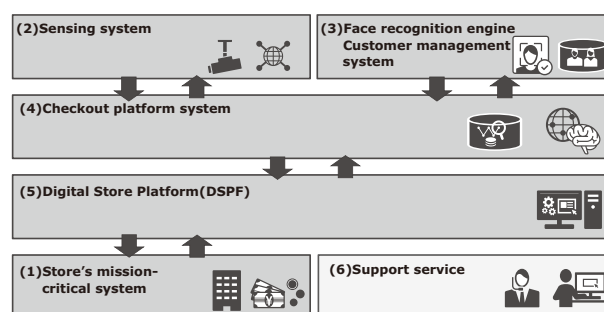 (2)Sensing system
(3)Face recognition engine
Customer management
system
(4)Checkout platform system
(5)Digital Store Platform(DSPF)
(1)Store's mission-
critical system
(6)Support service